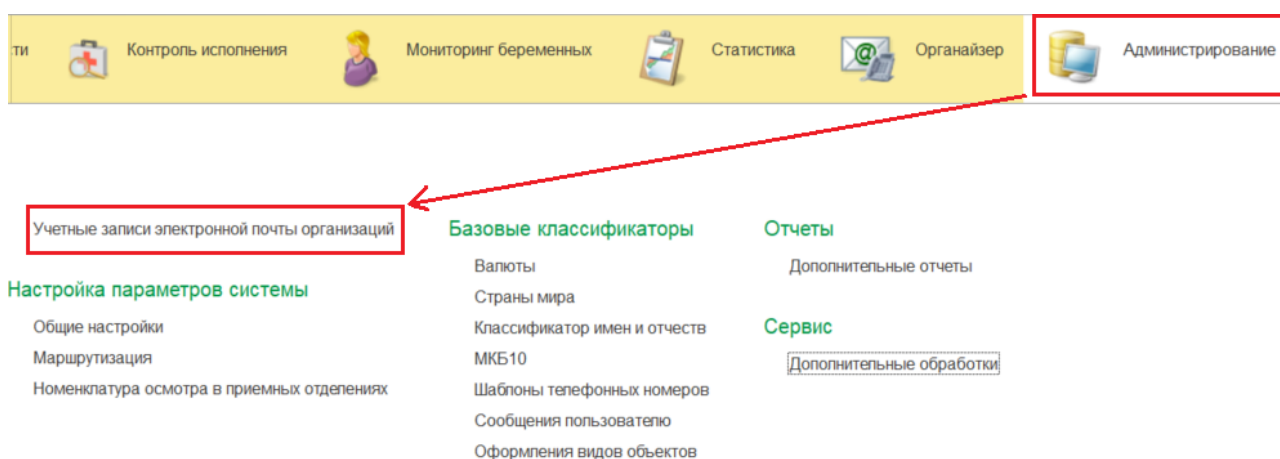 ти
Контроль исполнения
Мониторинг беременных
Статистика
Органайзер
Администрирование
Учетные записи электронной почты организаций
Настройка параметров системы
Общие настройки
Маршрутизация
Номенклатура осмотра в приемных отделениях
Базовые классификаторы
Валюты
Страны мира
Классификатор имен и отчеств
МКБ10
Шаблоны телефонных номеров
Сообщения пользователю
Оформления видов объектов
Отчеты
Дополнительные отчеты
Сервис
Дополнительные обработки